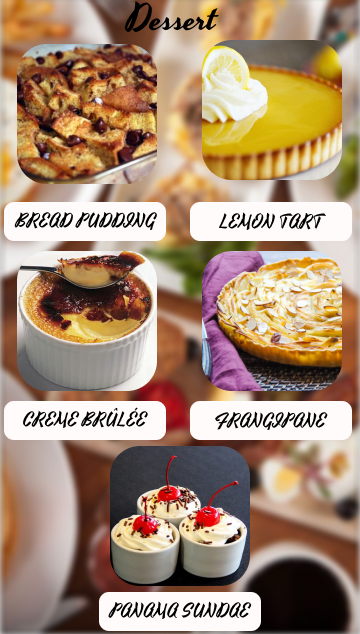 Dessert
BREAD PUDDING
LEMON TART
CREME BRÛLÉE
FRANGIPANE
PANAMA SUNDAE